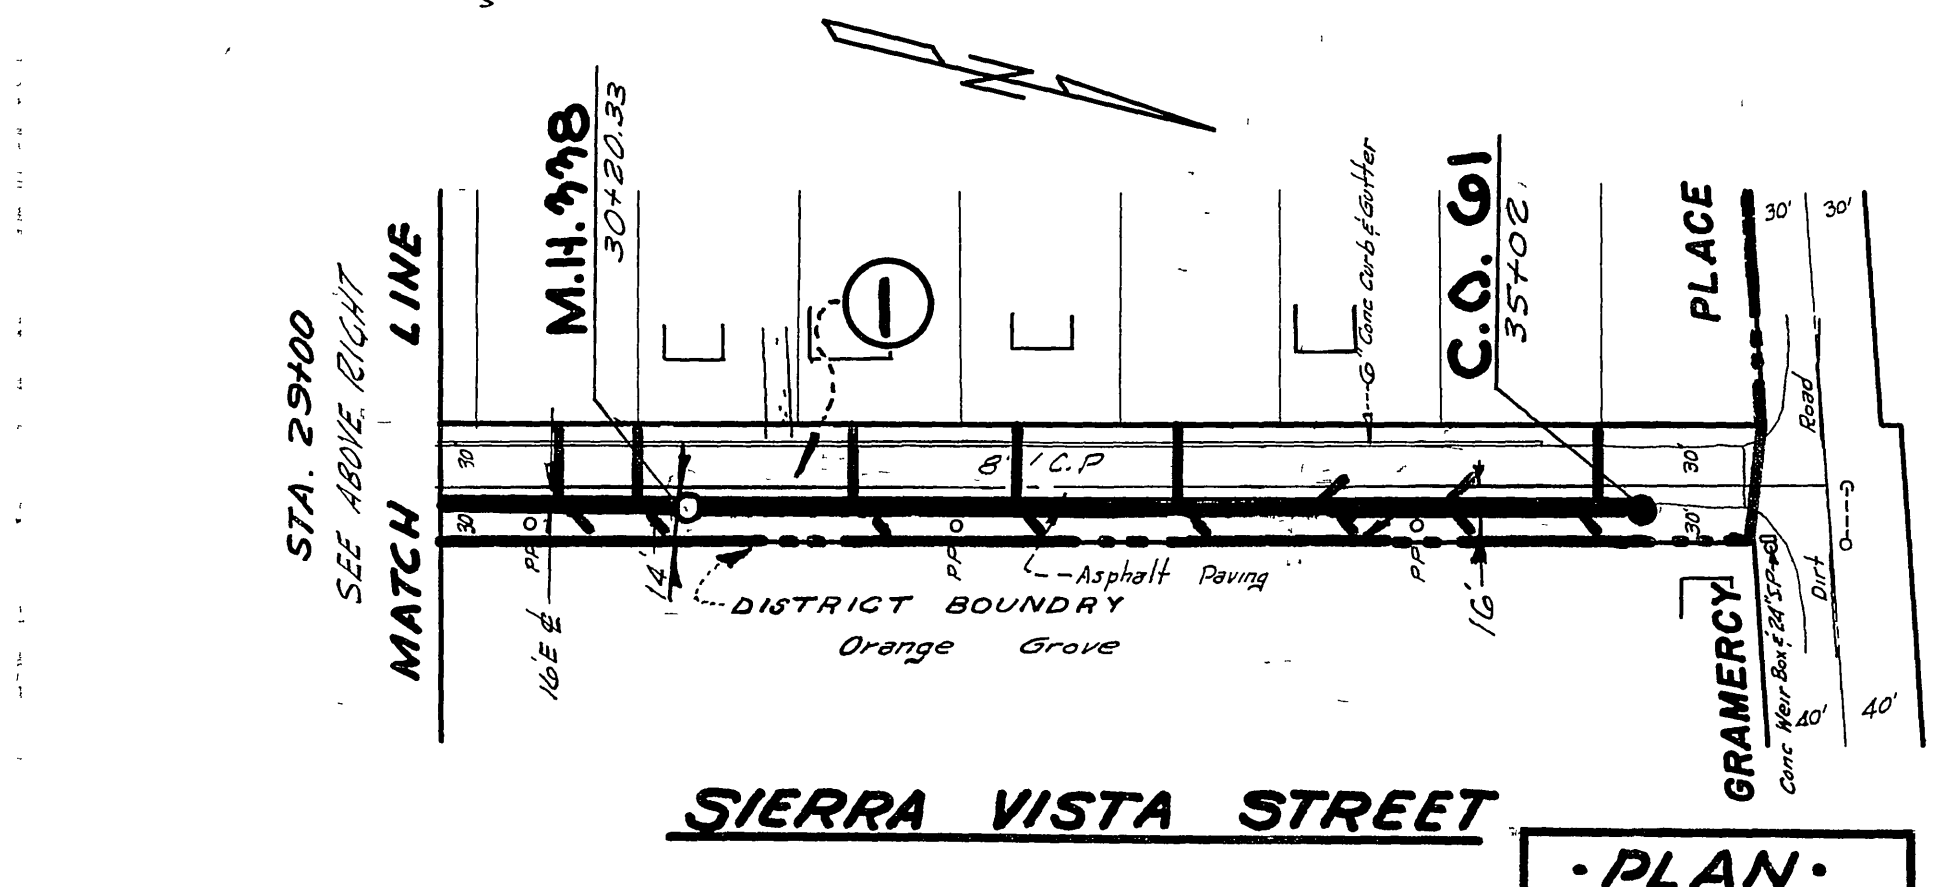 N
M.H. 338
30+20.33
6" Conc Curb & Gutter
C.O. 61
35+02.
PLACE
30'
30'
STA. 29+00
SEE ABOVE RIGHT
MATCH LINE
1
Road
30'
30'
30'
30'
8" V.C.P
PP
PP
PP
14'
16'
16' E ⅊
Asphalt Paving
DISTRICT BOUNDRY
Orange Grove
Dirt
GRAMERCY
Conc Weir Box & 24" S.P.
40'
40'
SIERRA VISTA STREET
• PLAN •